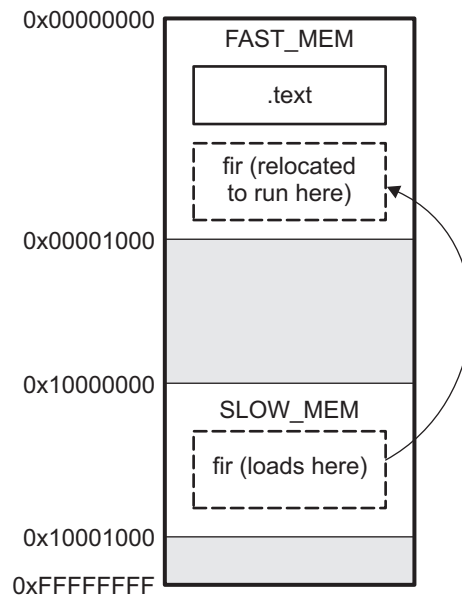 0x00000000
FAST_MEM
.text
fir (relocated
to run here)
0x00001000
0x10000000
SLOW_MEM
fir (loads here)
0x10001000
0xFFFFFFFF